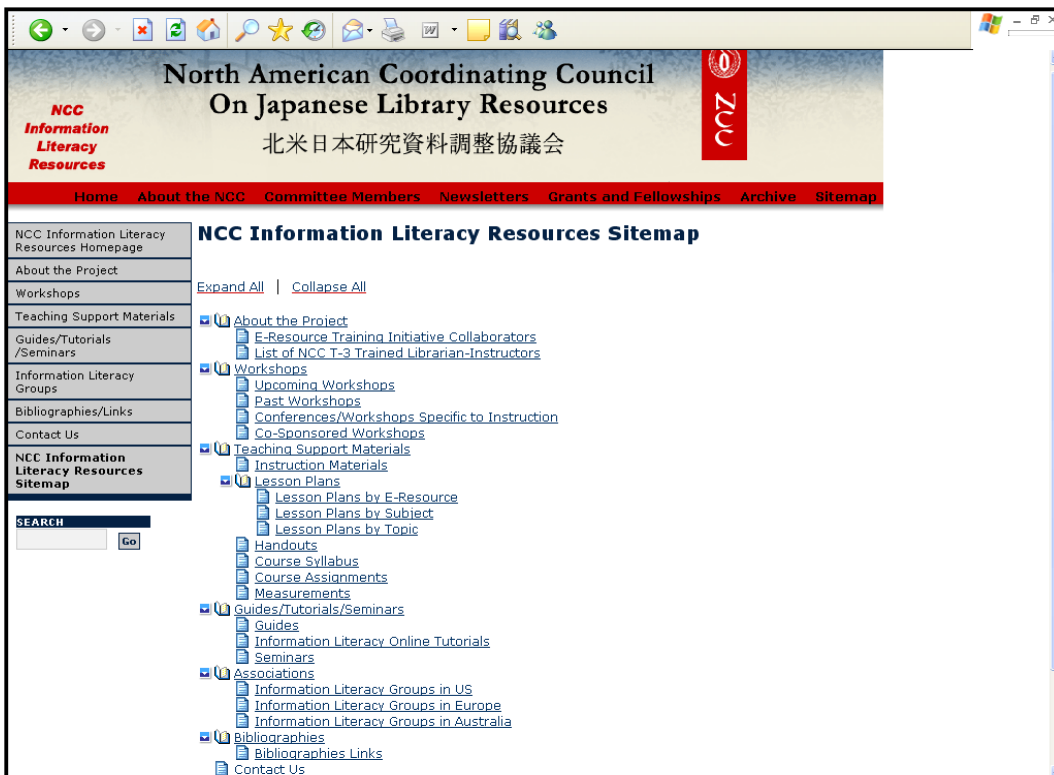 North American Coordinating Council
On Japanese Library Resources
北米日本研究資料調整協議会
NCC
Information
Literacy
Resources
NCC
Home About the NCC Committee Members Newsletters Grants and Fellowships Archive Sitemap
NCC Information Literacy
Resources Homepage
About the Project
Workshops
Teaching Support Materials
Guides/Tutorials
/Seminars
Information Literacy
Groups
Bibliographies/Links
Contact Us
NCC Information
Literacy Resources
Sitemap
SEARCH
Go
NCC Information Literacy Resources Sitemap
Expand All | Collapse All
About the Project
E-Resource Training Initiative Collaborators
List of NCC T-3 Trained Librarian-Instructors
Workshops
Upcoming Workshops
Past Workshops
Conferences/Workshops Specific to Instruction
Co-Sponsored Workshops
Teaching Support Materials
Instruction Materials
Lesson Plans
Lesson Plans by E-Resource
Lesson Plans by Subject
Lesson Plans by Topic
Handouts
Course Syllabus
Course Assignments
Measurements
Guides/Tutorials/Seminars
Guides
Information Literacy Online Tutorials
Seminars
Associations
Information Literacy Groups in US
Information Literacy Groups in Europe
Information Literacy Groups in Australia
Bibliographies
Bibliographies Links
Contact Us